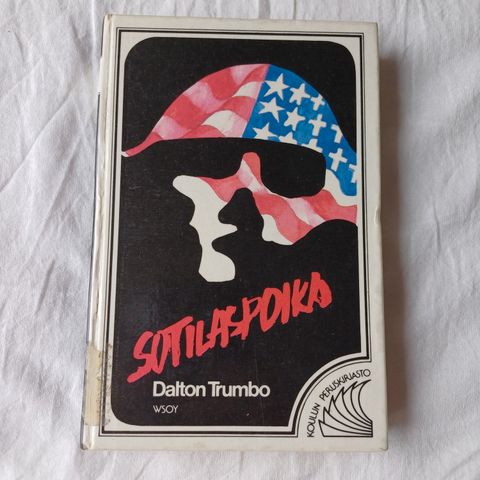 SOTILASPOIKA
Dalton Trumbo
WSOY
KOULUN PERUSKIRJASTO